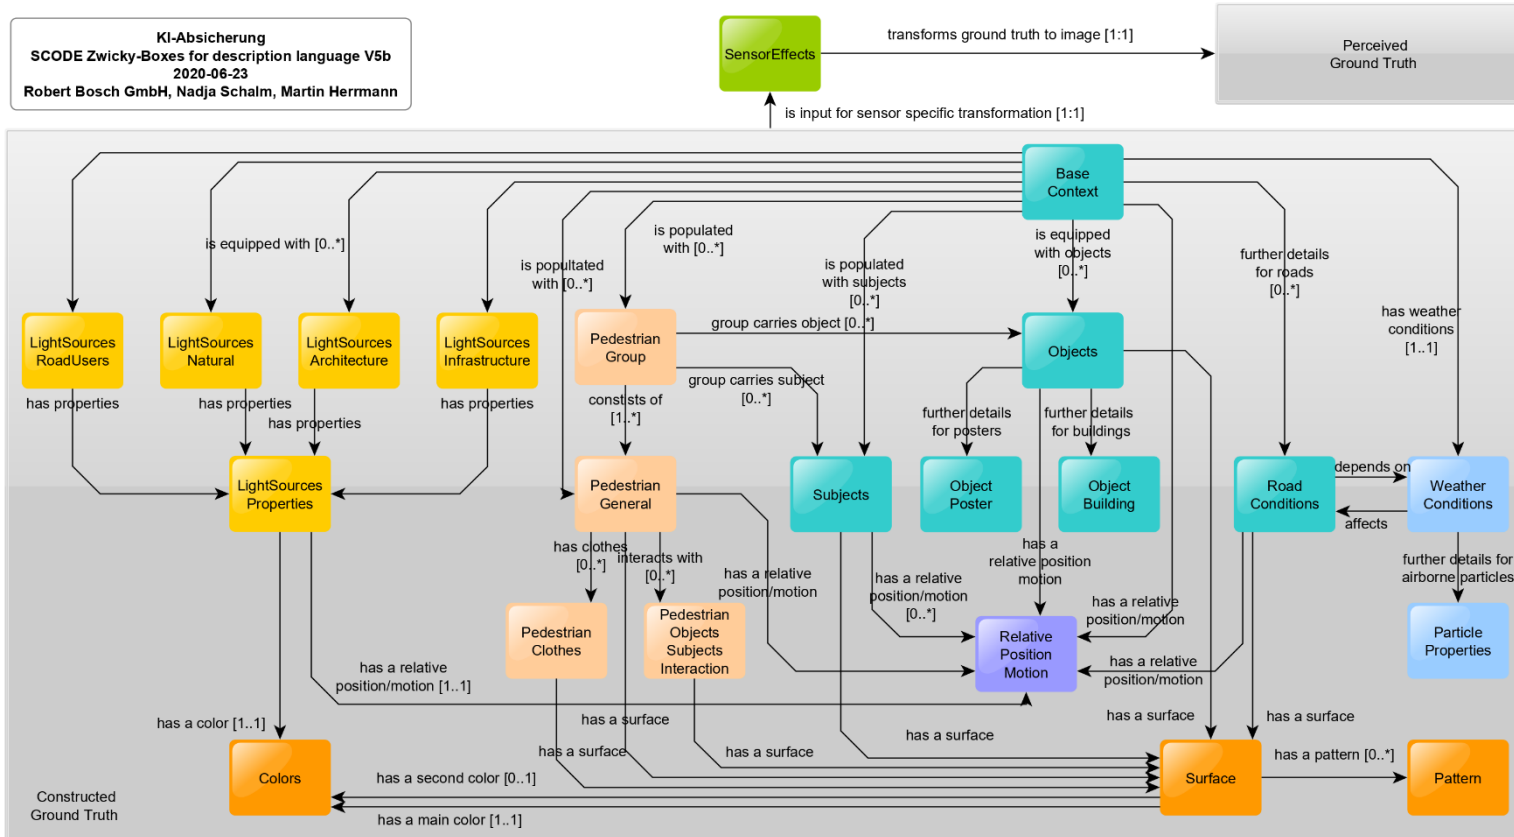 KI-Absicherung
SCODE Zwicky-Boxes for description language V5b
2020-06-23
Robert Bosch GmbH, Nadja Schalm, Martin Herrmann
SensorEffects
transforms ground truth to image [1:1]
Perceived
Ground Truth
is input for sensor specific transformation [1:1]
Base
Context
is equipped with [0..*]
is populated
with [0..*]
is popultated
with [0..*]
is populated
with subjects
[0..*]
is equipped
with objects
[0..*]
further details
for roads
[0..*]
has weather
conditions
[1..1]
LightSources
RoadUsers
LightSources
Natural
LightSources
Architecture
LightSources
Infrastructure
Pedestrian
Group
group carries object [0..*]
Objects
has properties
has properties
has properties
has properties
group carries subject
[0..*]
constists of
[1..*]
further details
for posters
further details
for buildings
LightSources
Properties
Pedestrian
General
Subjects
Object
Poster
Object
Building
Road
Conditions
depends on
affects
Weather
Conditions
has clothes
[0..*]
interacts with
[0..*]
has a relative
position/motion
has a relative
position/motion
[0..*]
has a
relative position
motion
has a relative
position/motion
further details for
airborne particles
Pedestrian
Clothes
Pedestrian
Objects
Subjects
Interaction
Relative
Position
Motion
Particle
Properties
has a relative
position/motion [1..1]
has a relative
position/motion
has a color [1..1]
has a surface
has a surface
has a surface
has a surface
has a surface
has a surface
Colors
has a second color [0..1]
has a main color [1..1]
Surface
has a pattern [0..*]
Pattern
Constructed
Ground Truth